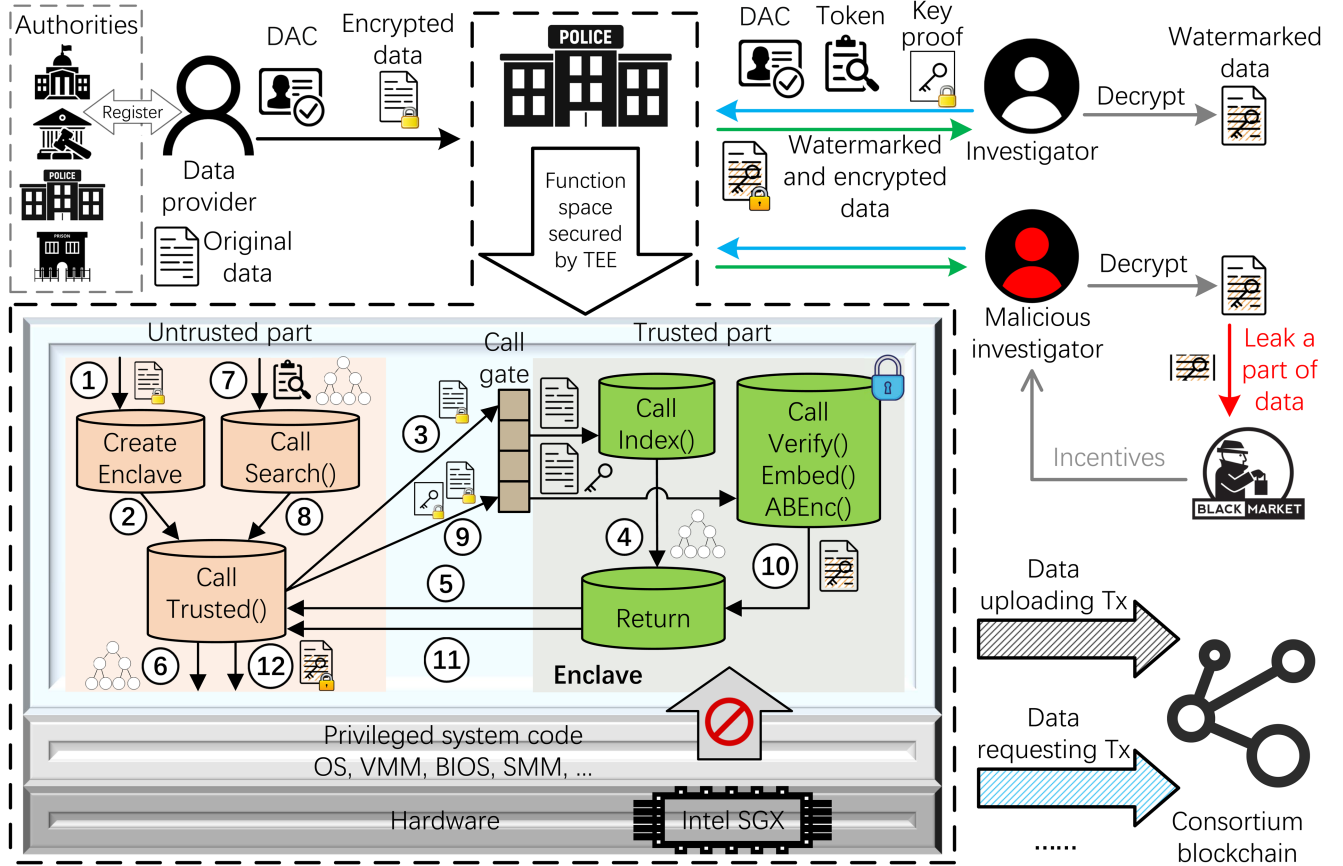 Authorities
Register
POLICE
PRISON
Data
provider
Original
data
DAC
Encrypted
data
POLICE
Function
space
secured
by TEE
DAC
Token
Key
proof
Watermarked
and encrypted
data
Investigator
Decrypt
Watermarked
data
Malicious
investigator
Decrypt
Leak a
part of
data
Incentives
BLACK MARKET
Untrusted part
Call
gate
Trusted part
1
7
Create
Enclave
Call
Search()
2
8
Call
Trusted()
3
9
5
11
6
12
Call
Index()
Call
Verify()
Embed()
ABEnc()
4
10
Return
Enclave
Privileged system code
OS, VMM, BIOS, SMM, ...
Hardware
Intel SGX
Data
uploading Tx
Data
requesting Tx
......
Consortium
blockchain